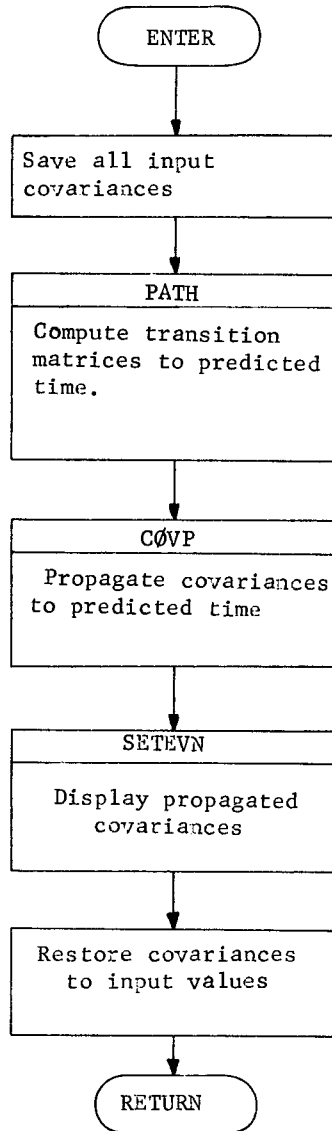 ENTER
Save all input
covariances
PATH
Compute transition
matrices to predicted
time.
CØVP
Propagate covariances
to predicted time
SETEVN
Display propagated
covariances
Restore covariances
to input values
RETURN